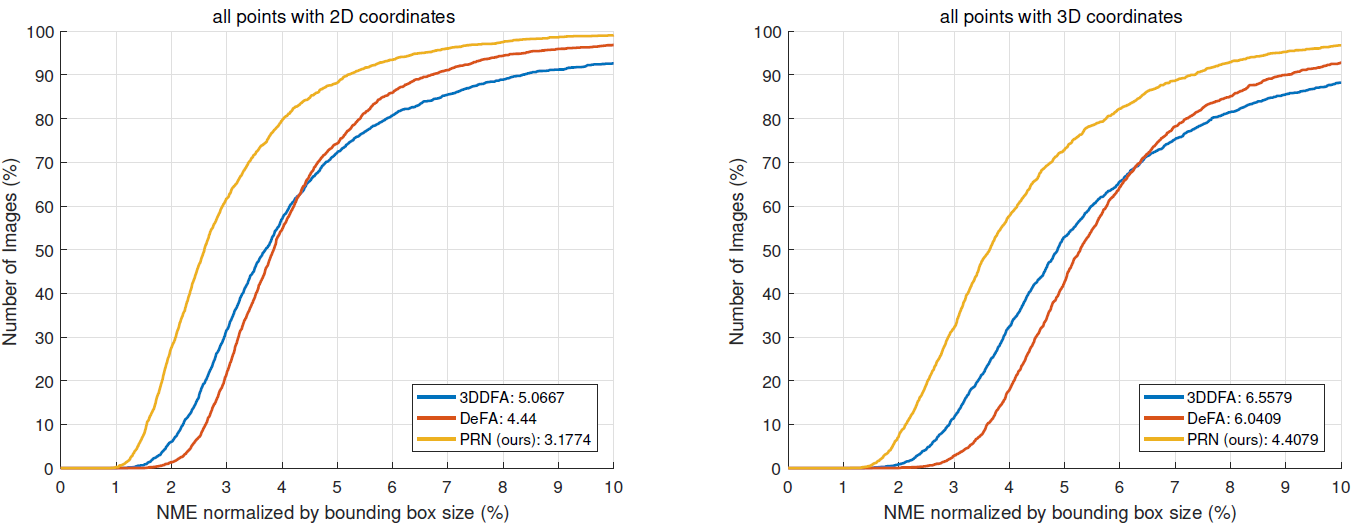 all points with 2D coordinates
100
90
80
70
60
50
40
30
20
10
0
Number of Images (%)
3DDFA: 5.0667
DeFA: 4.44
PRN (ours): 3.1774
0 1 2 3 4 5 6 7 8 9 10
NME normalized by bounding box size (%)
all points with 3D coordinates
100
90
80
70
60
50
40
30
20
10
0
Number of Images (%)
3DDFA: 6.5579
DeFA: 6.0409
PRN (ours): 4.4079
0 1 2 3 4 5 6 7 8 9 10
NME normalized by bounding box size (%)